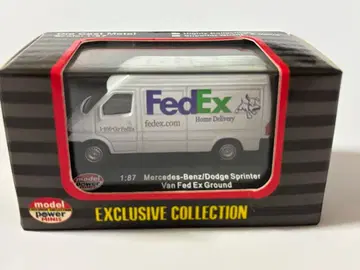 FedEx
fedex.com
Home Delivery
1:87 Mercedes-Benz/Dodge Sprinter
Van Fed Ex Ground
model
power
MINIS
EXCLUSIVE COLLECTION